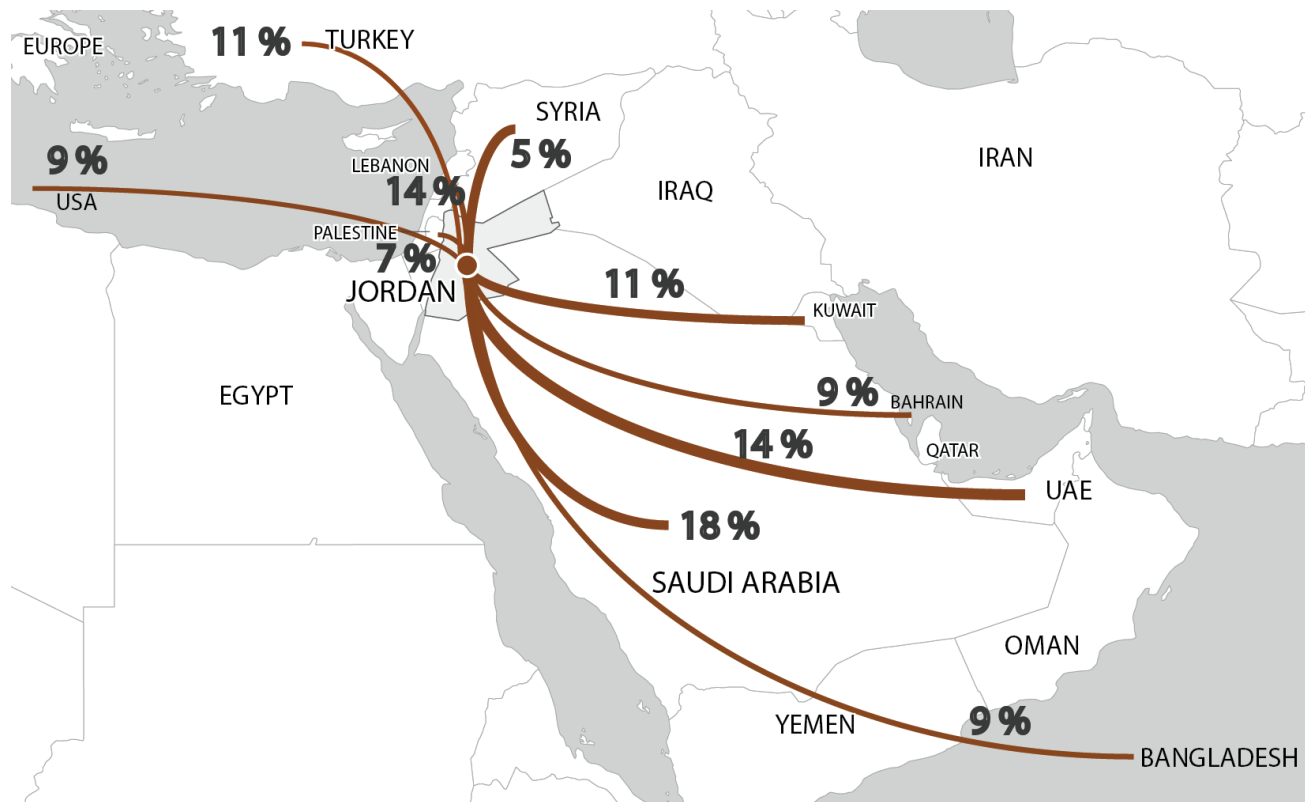 EUROPE
11 %
TURKEY
SYRIA
5 %
IRAN
9 %
USA
LEBANON
14 %
IRAQ
PALESTINE
7 %
JORDAN
11 %
KUWAIT
EGYPT
9 %
BAHRAIN
14 %
QATAR
UAE
18 %
SAUDI ARABIA
OMAN
YEMEN
9 %
BANGLADESH